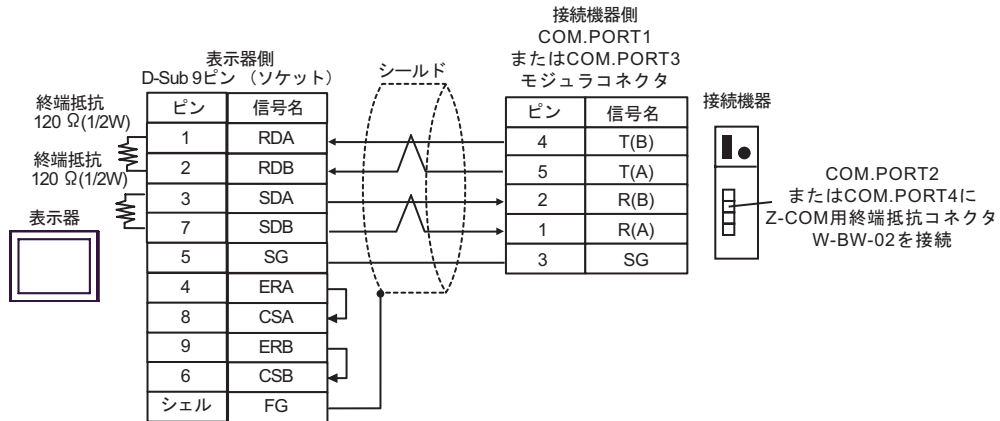 接続機器側
COM.PORT1
またはCOM.PORT3
モジュラコネクタ
表示器側
D-Sub 9ピン （ソケット）
シールド
終端抵抗
120 Ω(1/2W)
終端抵抗
120 Ω(1/2W)
表示器
ピン 信号名
1 RDA
2 RDB
3 SDA
7 SDB
5 SG
4 ERA
8 CSA
9 ERB
6 CSB
シェル FG
ピン 信号名
4 T(B)
5 T(A)
2 R(B)
1 R(A)
3 SG
接続機器
COM.PORT2
またはCOM.PORT4に
Z-COM用終端抵抗コネクタ
W-BW-02を接続